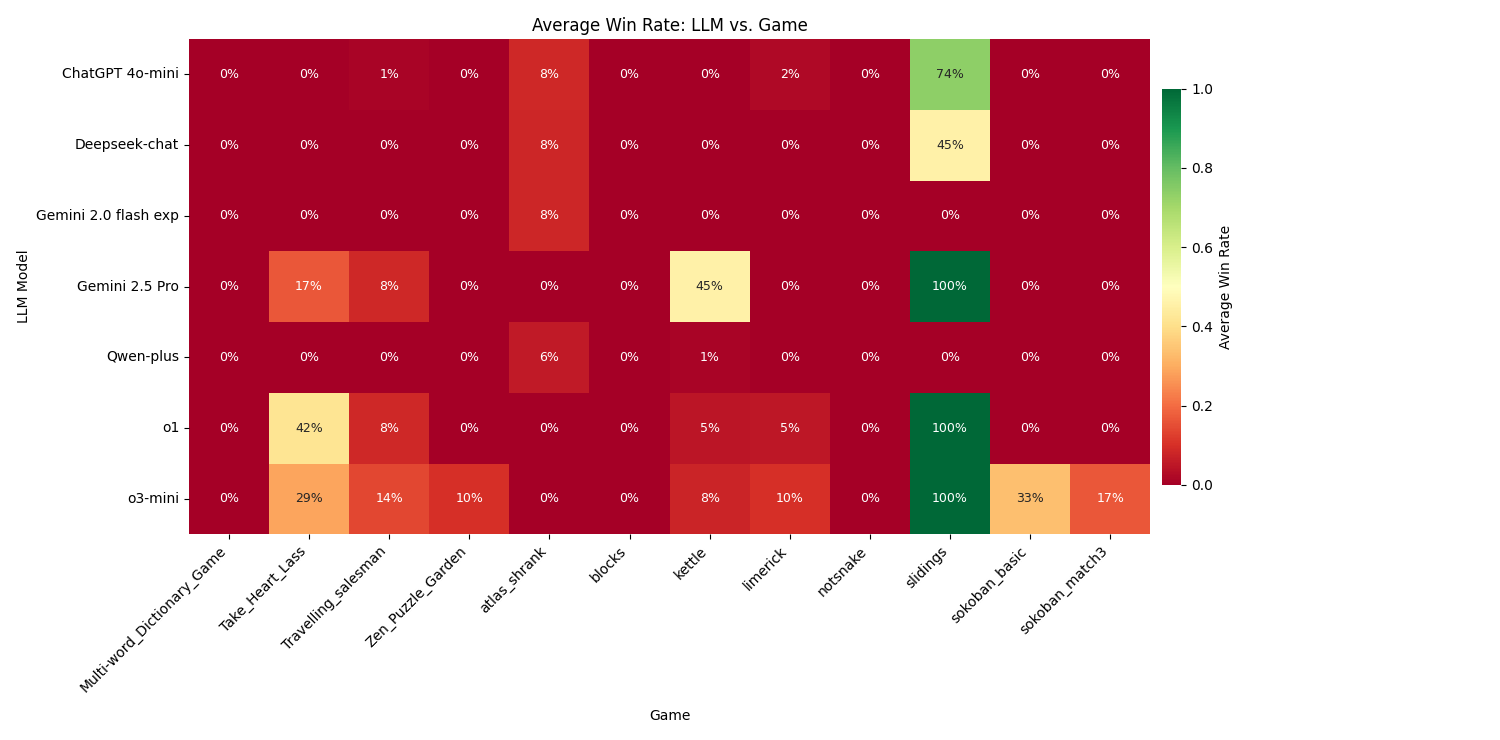 Average Win Rate: LLM vs. Game
LLM Model
ChatGPT 4o-mini 0% 0% 1% 0% 8% 0% 0% 2% 0% 74% 0% 0%
Deepseek-chat 0% 0% 0% 0% 8% 0% 0% 0% 0% 45% 0% 0%
Gemini 2.0 flash exp 0% 0% 0% 0% 8% 0% 0% 0% 0% 0% 0% 0%
Gemini 2.5 Pro 0% 17% 8% 0% 0% 0% 45% 0% 0% 100% 0% 0%
Qwen-plus 0% 0% 0% 0% 6% 0% 1% 0% 0% 0% 0% 0%
o1 0% 42% 8% 0% 0% 0% 5% 5% 0% 100% 0% 0%
o3-mini 0% 29% 14% 10% 0% 0% 8% 10% 0% 100% 33% 17%
Multi-word_Dictionary_Game
Take_Heart_Lass
Travelling_salesman
Zen_Puzzle_Garden
atlas_shrank
blocks
kettle
limerick
notsnake
slidings
sokoban_basic
sokoban_match3
Game
1.0
0.8
0.6
0.4
0.2
0.0
Average Win Rate